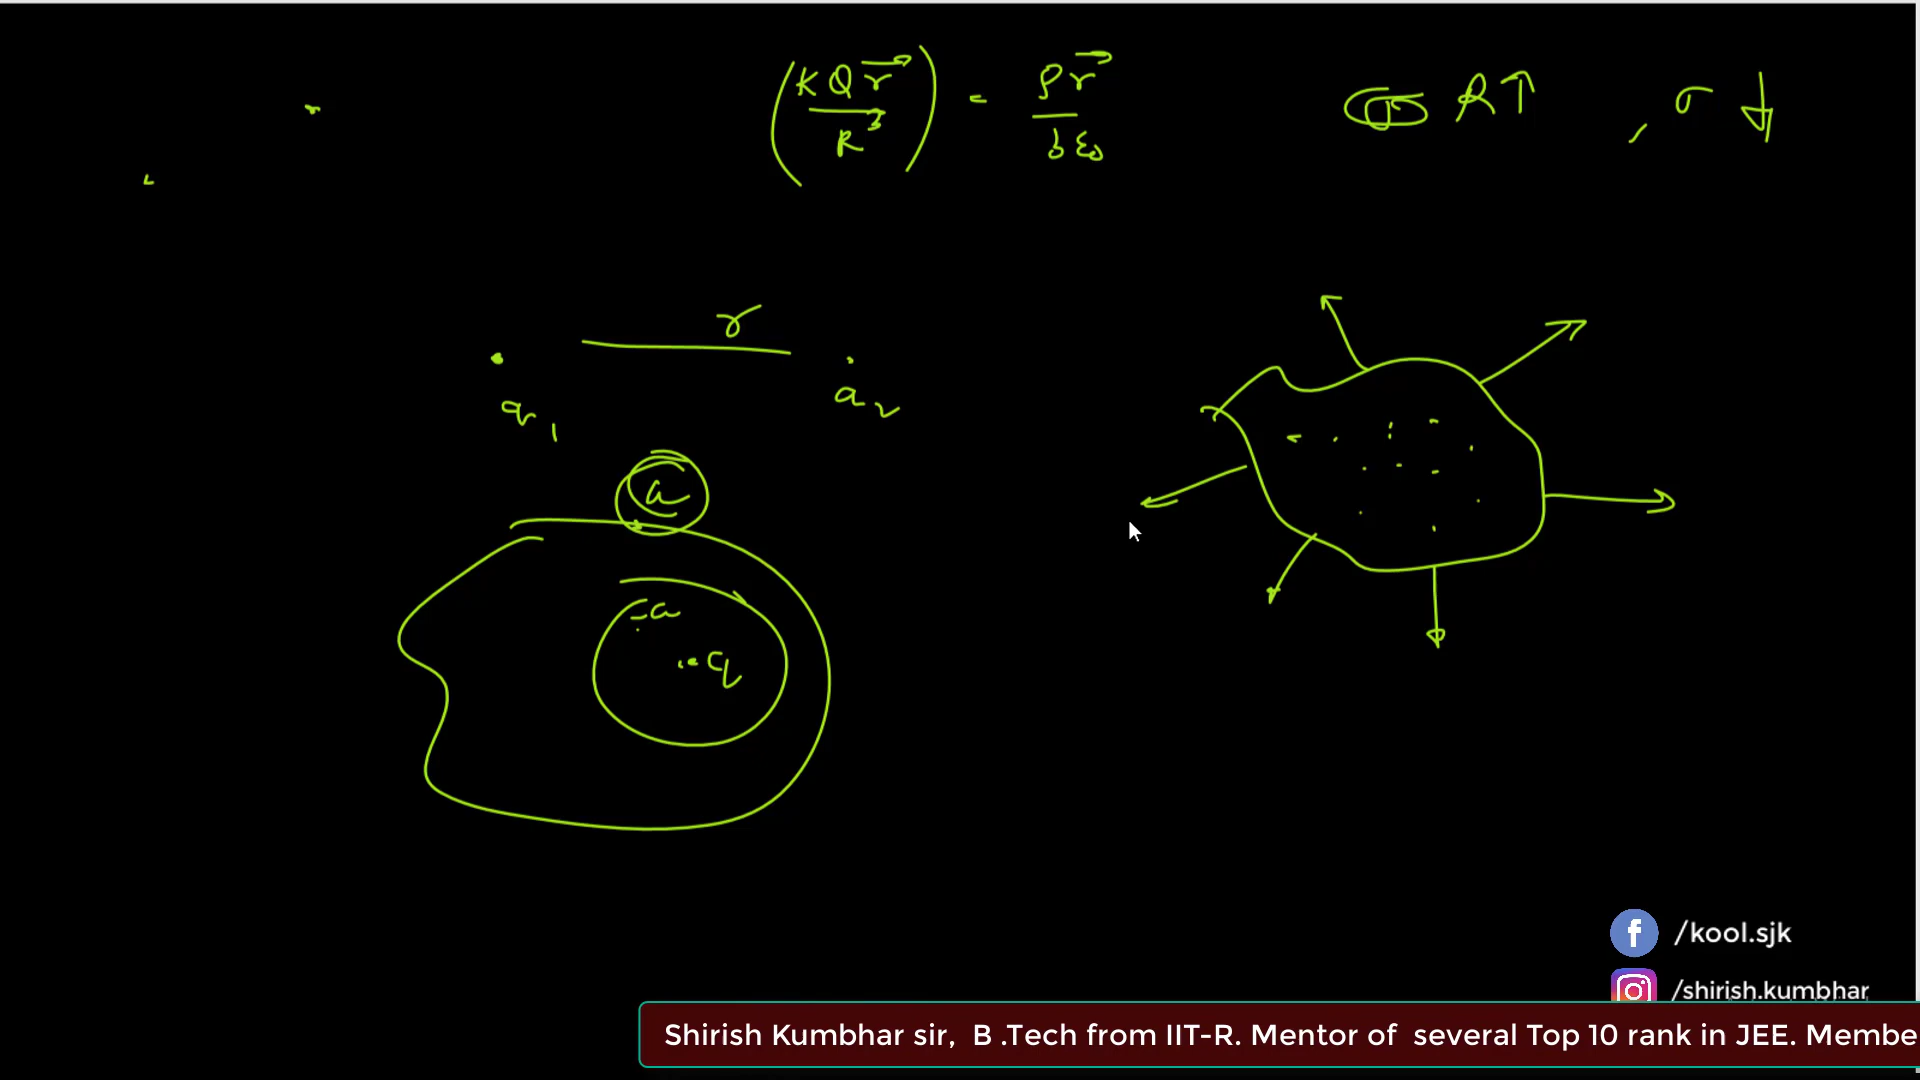 (KQr⃗/R³) = ρr⃗/3ε₀
R↑ , σ↓
r
q₁
a₂
a
-a
q
/kool.sjk
/shirish.kumbhar
Shirish Kumbhar sir, B .Tech from IIT-R. Mentor of several Top 10 rank in JEE. Membe